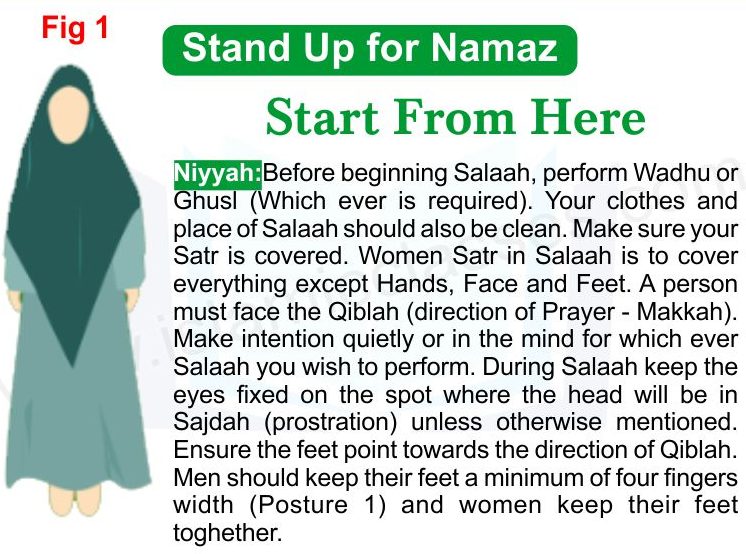 Fig 1
Stand Up for Namaz
Start From Here
Niyyah:Before beginning Salaah, perform Wadhu or
Ghusl (Which ever is required). Your clothes and
place of Salaah should also be clean. Make sure your
Satr is covered. Women Satr in Salaah is to cover
everything except Hands, Face and Feet. A person
must face the Qiblah (direction of Prayer - Makkah).
Make intention quietly or in the mind for which ever
Salaah you wish to perform. During Salaah keep the
eyes fixed on the spot where the head will be in
Sajdah (prostration) unless otherwise mentioned.
Ensure the feet point towards the direction of Qiblah.
Men should keep their feet a minimum of four fingers
width (Posture 1) and women keep their feet
toghether.